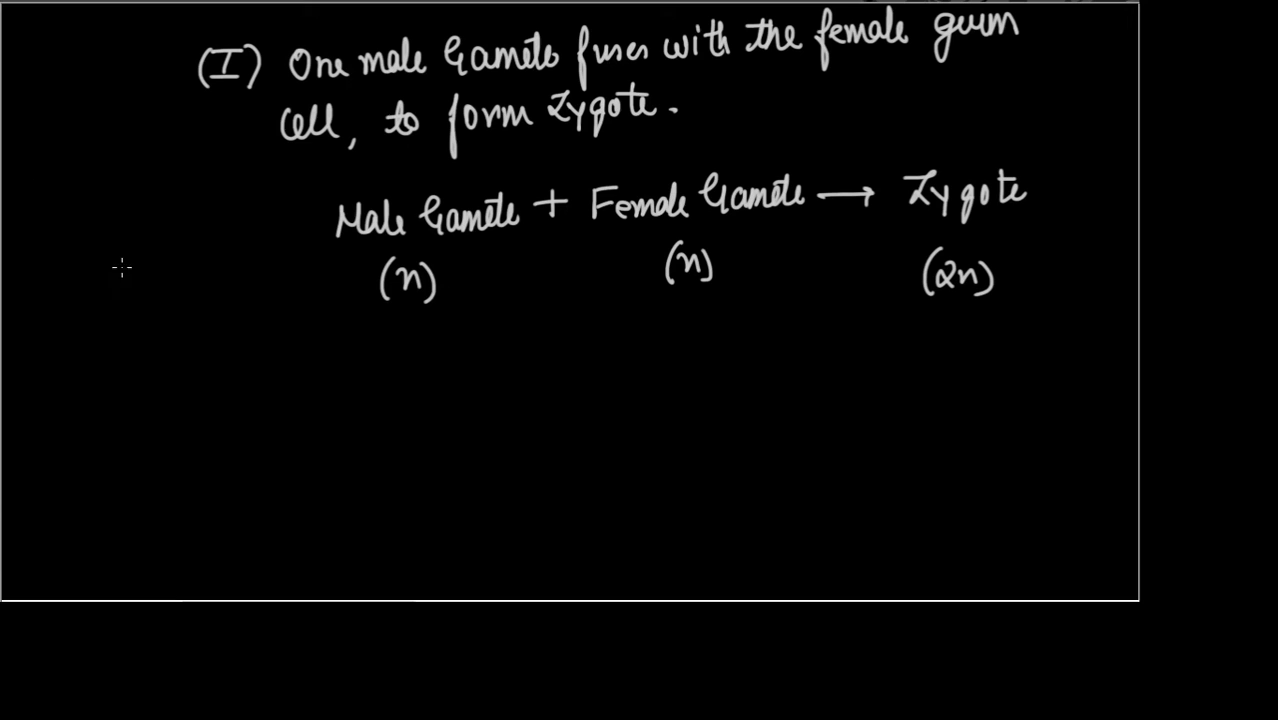 (I) One male Gamete fuses with the female germ
cell, to form Zygote.
Male Gamete + Female Gamete → Zygote
(n) (n) (2n)